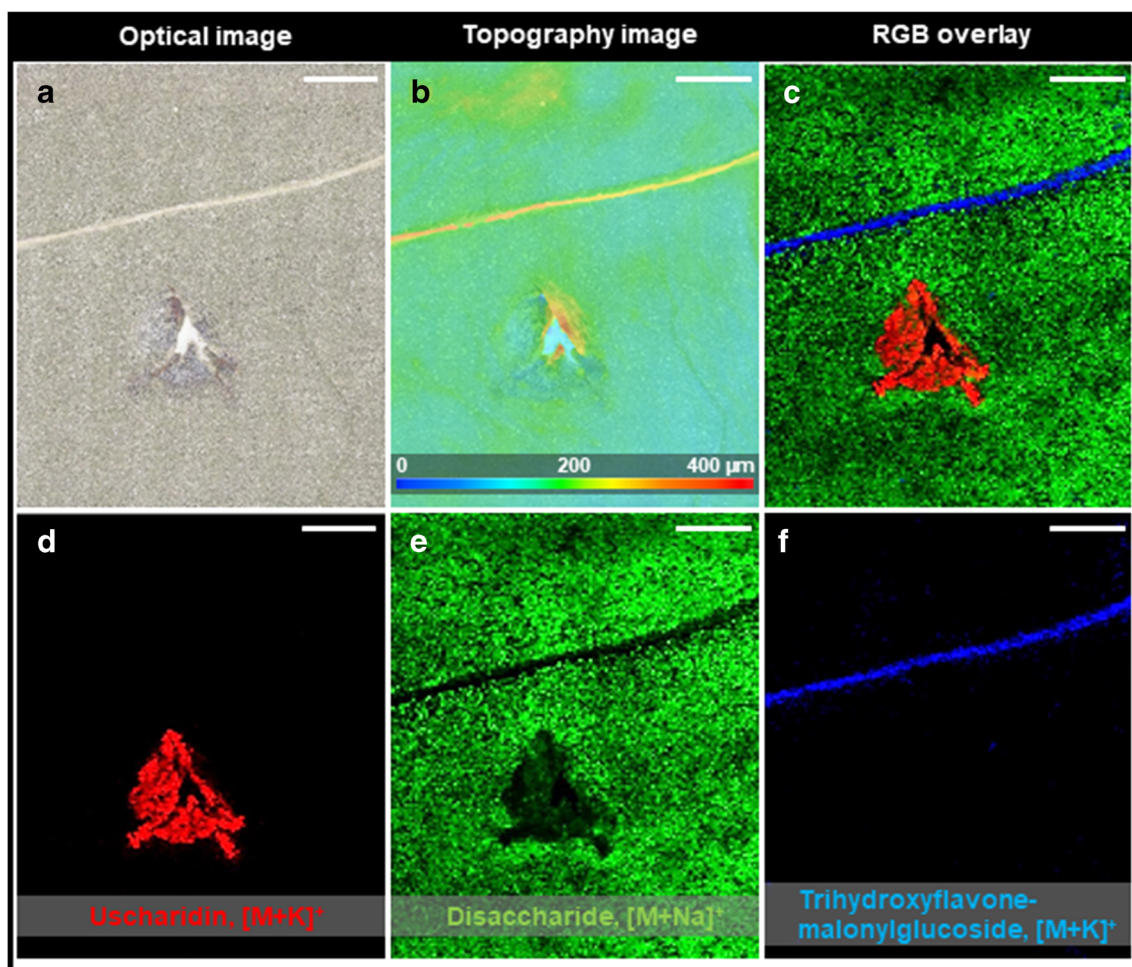 Optical image
Topography image
RGB overlay
a
b
c
0 200 400 µm
d
e
f
Uscharidin, [M+K]⁺
Disaccharide, [M+Na]⁺
Trihydroxyflavone-
malonylglucoside, [M+K]⁺